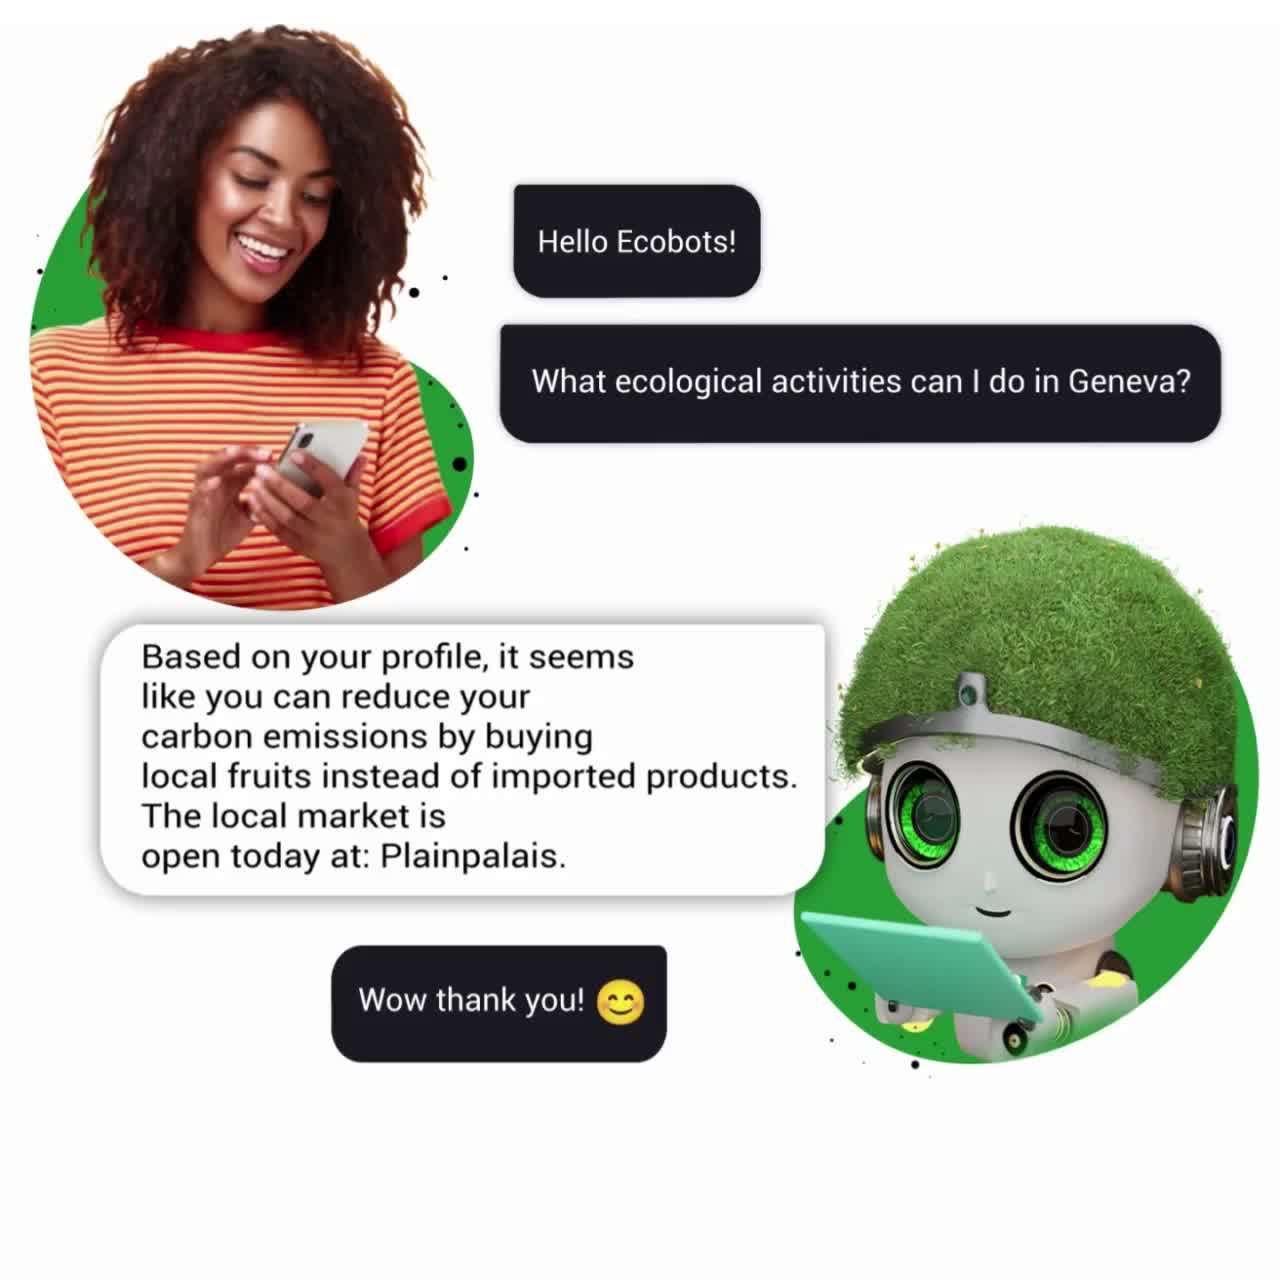 Hello Ecobots!
What ecological activities can I do in Geneva?
Based on your profile, it seems
like you can reduce your
carbon emissions by buying
local fruits instead of imported products.
The local market is
open today at: Plainpalais.
Wow thank you! 😊